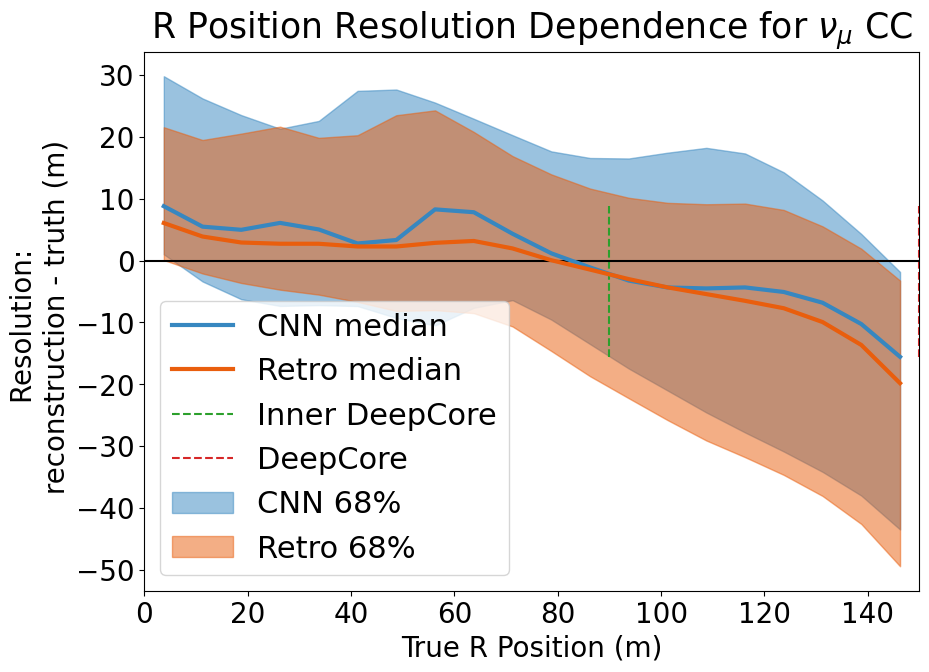 R Position Resolution Dependence for ν_μ CC
Resolution:
reconstruction - truth (m)
30
20
10
0
−10
−20
−30
−40
−50
CNN median
Retro median
Inner DeepCore
DeepCore
CNN 68%
Retro 68%
0 20 40 60 80 100 120 140
True R Position (m)